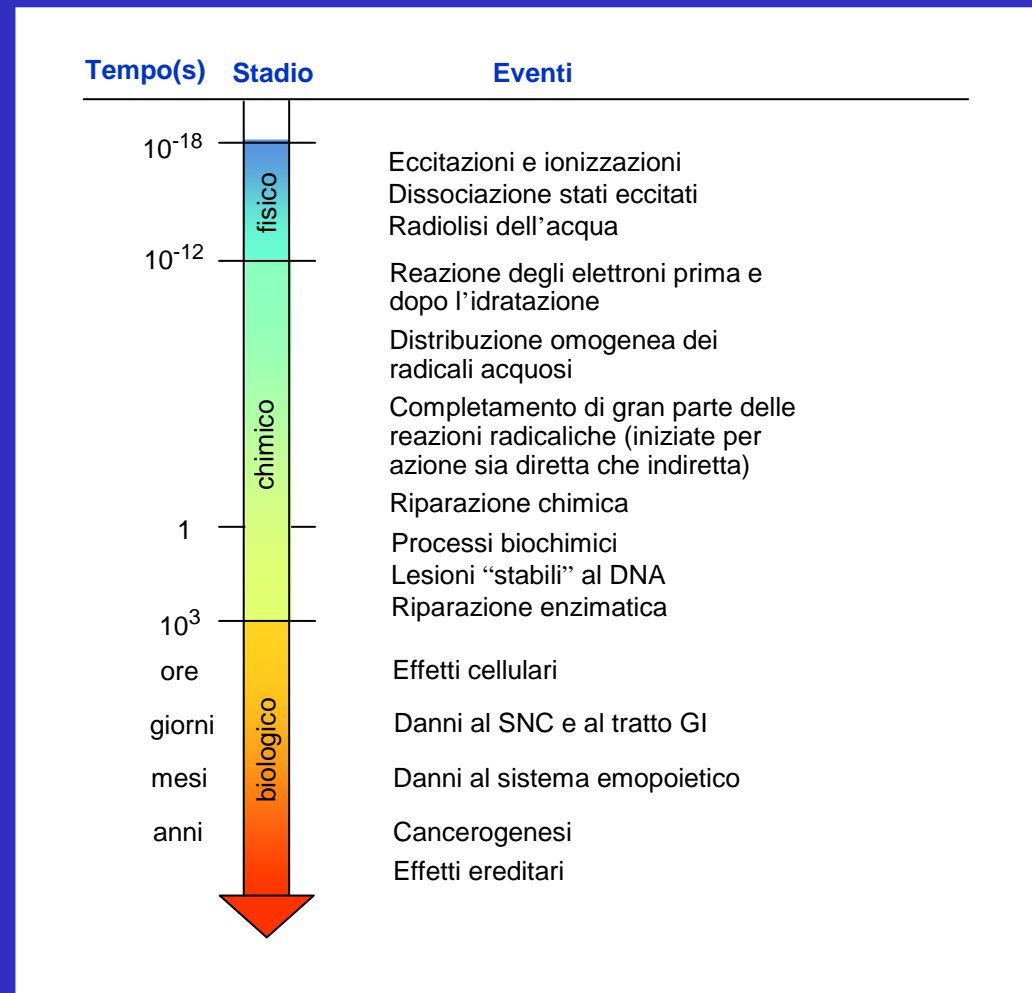 Tempo(s) Stadio Eventi
10-18
Eccitazioni e ionizzazioni
Dissociazione stati eccitati
fisico
Radiolisi dell’acqua
10-12
Reazione degli elettroni prima e
dopo l’idratazione
Distribuzione omogenea dei
radicali acquosi
Completamento di gran parte delle
reazioni radicaliche (iniziate per
azione sia diretta che indiretta)
chimico
Riparazione chimica
1
Processi biochimici
Lesioni “stabili” al DNA
Riparazione enzimatica
103
ore Effetti cellulari
giorni Danni al SNC e al tratto GI
biologico
mesi Danni al sistema emopoietico
anni Cancerogenesi
Effetti ereditari